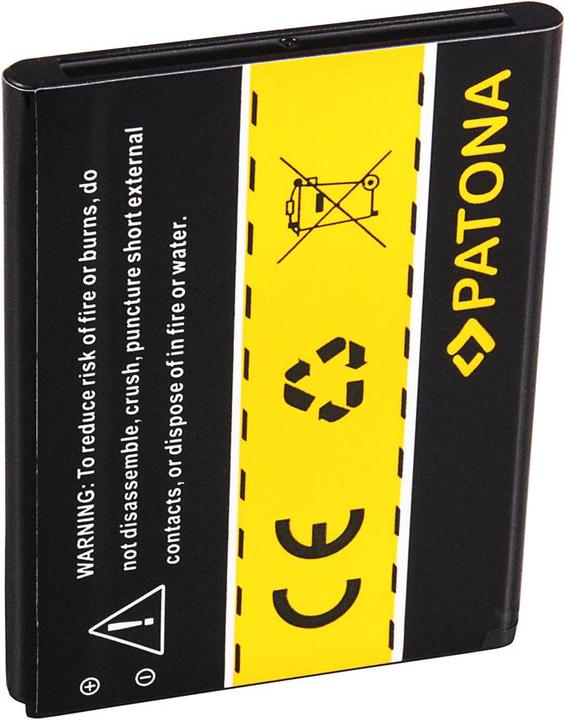 WARNING: To reduce risk of fire or burns, do
not disassemble, crush, puncture short external
contacts, or dispose of in fire or water.
+
-
CE
PATONA